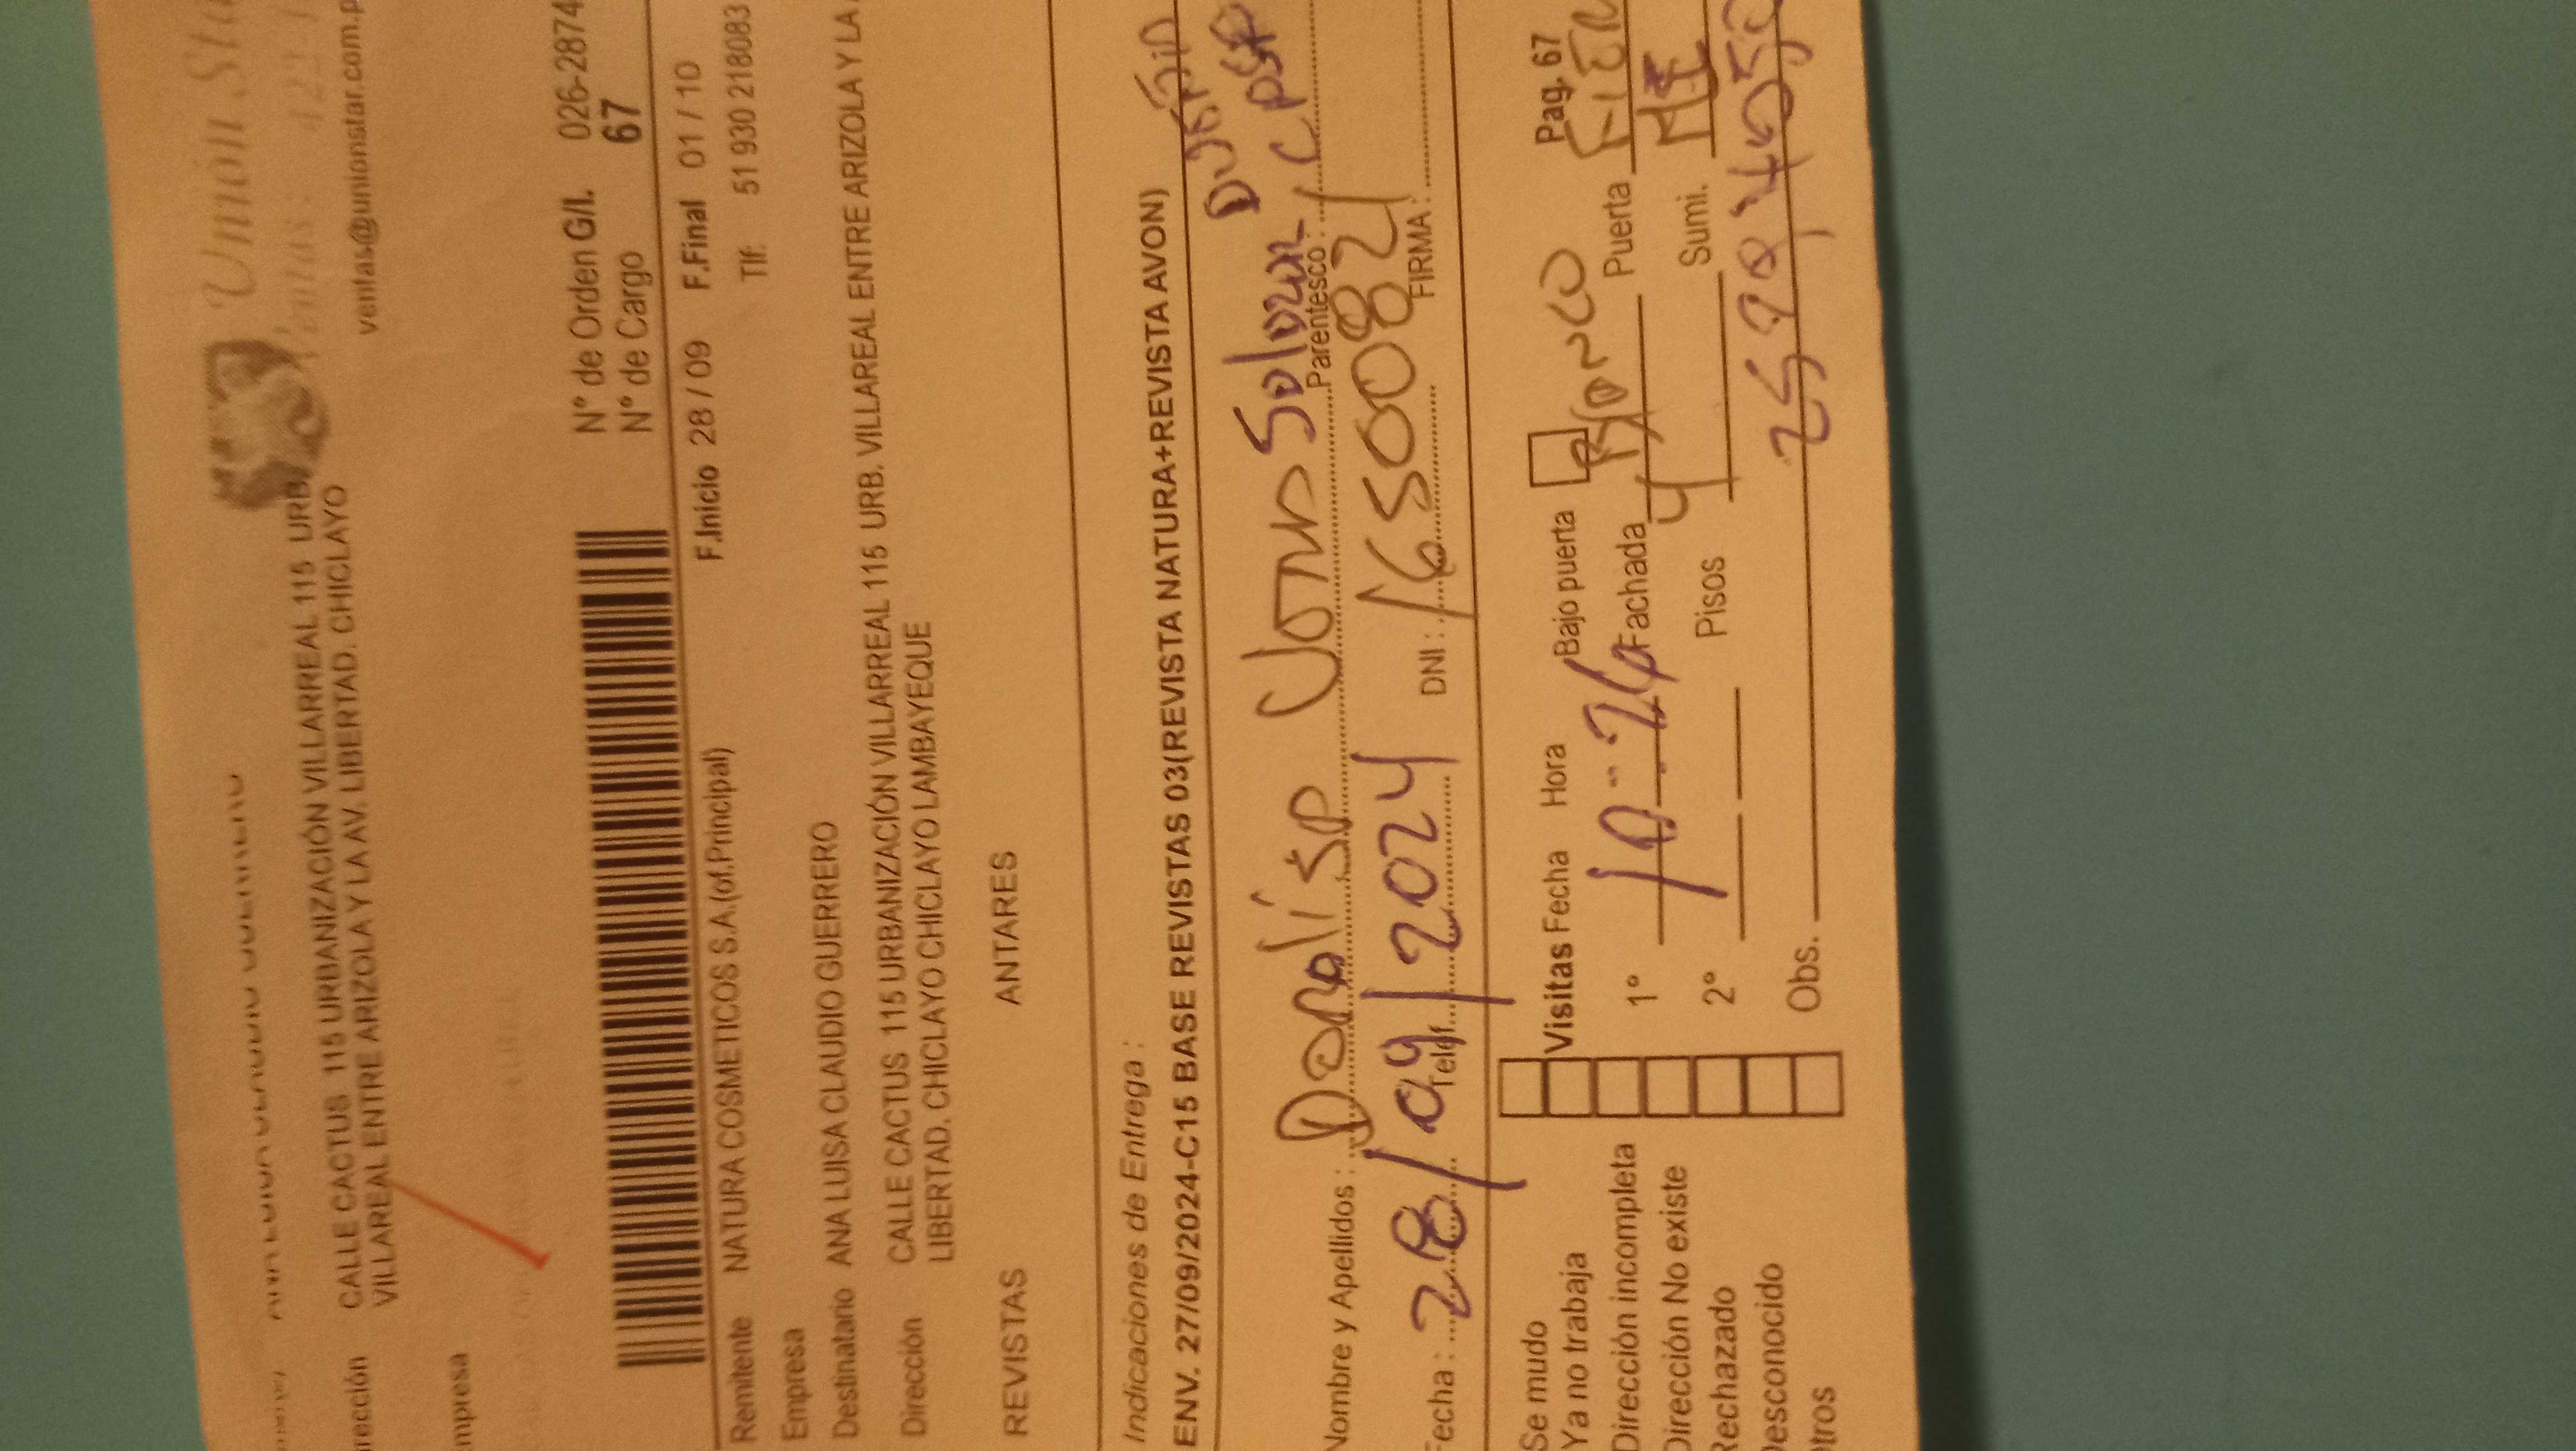 Unión Star
ventas@unionstar.com.p
rección CALLE CACTUS 115 URBANIZACIÓN VILLARREAL 115 URB.
VILLAREAL ENTRE ARIZOLA Y LA AV. LIBERTAD. CHICLAYO
mpresa
N° de Orden G/I. 026-2874
N° de Cargo 67
F.Inicio 28 / 09 F.Final 01 / 10
Remitente NATURA COSMETICOS S.A.(of.Principal) Tlf: 51 930 218083
Empresa
Destinatario ANA LUISA CLAUDIO GUERRERO
Dirección CALLE CACTUS 115 URBANIZACIÓN VILLARREAL 115 URB. VILLAREAL ENTRE ARIZOLA Y LA
LIBERTAD. CHICLAYO CHICLAYO CHICLAYO LAMBAYEQUE
REVISTAS ANTARES
Indicaciones de Entrega :
ENV. 27/09/2024-C15 BASE REVISTAS 03(REVISTA NATURA+REVISTA AVON)
Nombre y Apellidos : Parentesco :
Fecha : 28/09/2024 Telf. DNI : 16500821 FIRMA :
Se mudo
Ya no trabaja Visitas Fecha Hora Bajo puerta Pag. 67
Dirección incompleta 1° Fachada Puerta
Dirección No existe
Rechazado 2° Pisos Sumi.
Desconocido
Otros Obs.